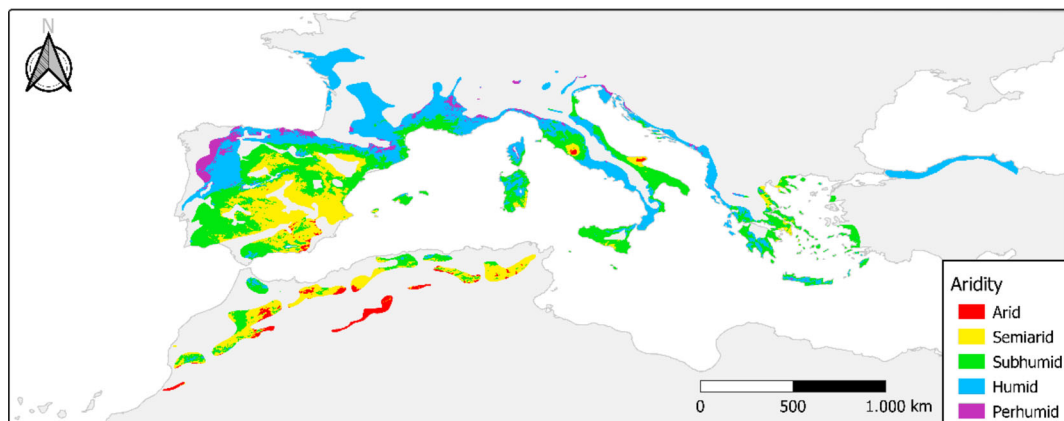 N
Aridity
Arid
Semiarid
Subhumid
Humid
Perhumid
0 500 1.000 km